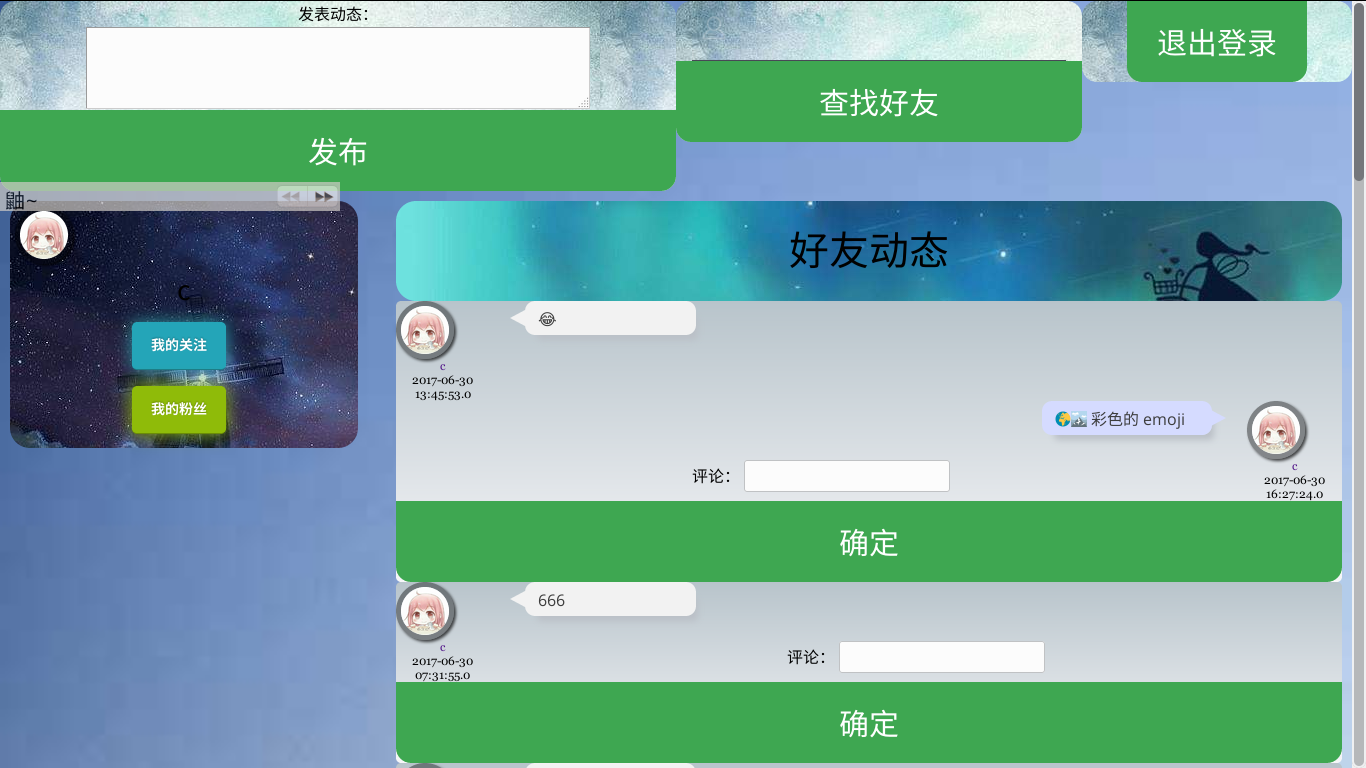 发表动态：
发布
查找好友
退出登录
鼬~
c
我的关注
我的粉丝
好友动态
😂
c
2017-06-30
13:45:53.0
🌍🏞️ 彩色的 emoji
c
2017-06-30
16:27:24.0
评论：
确定
666
c
2017-06-30
07:31:55.0
评论：
确定